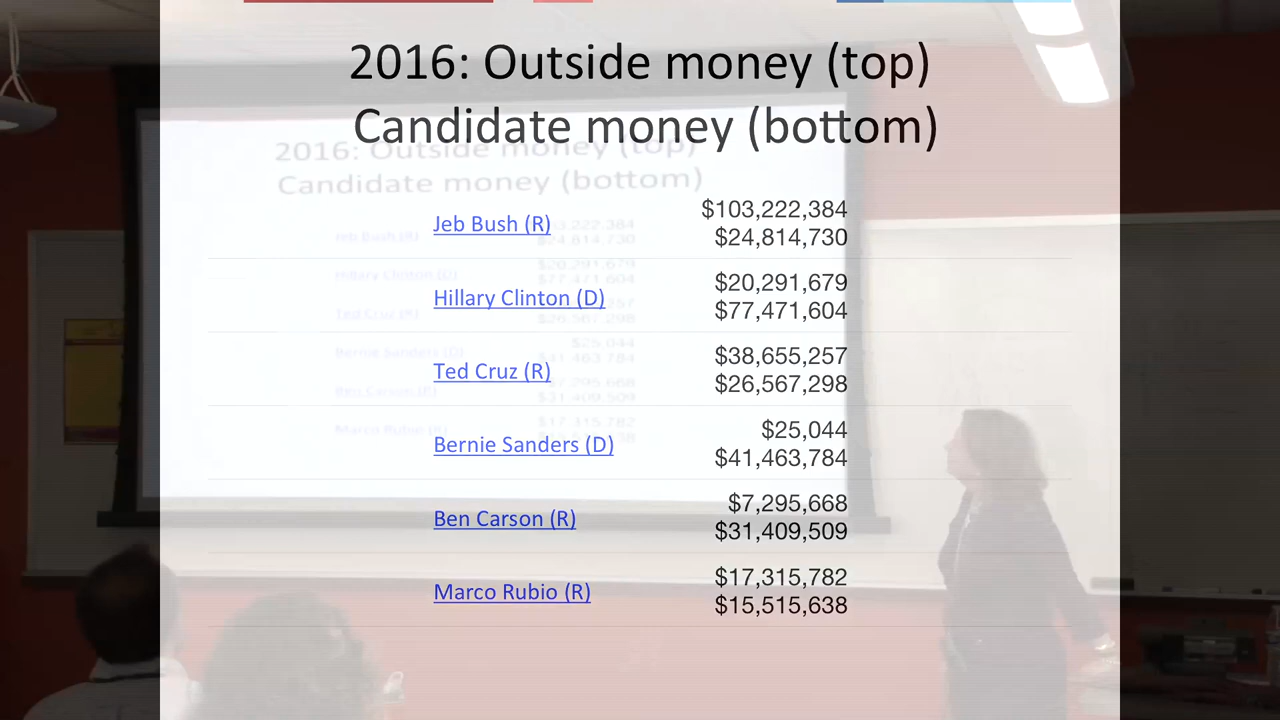 2016: Outside money (top)
Candidate money (bottom)
Jeb Bush (R)
$103,222,384
$24,814,730
Hillary Clinton (D)
$20,291,679
$77,471,604
Ted Cruz (R)
$38,655,257
$26,567,298
Bernie Sanders (D)
$25,044
$41,463,784
Ben Carson (R)
$7,295,668
$31,409,509
Marco Rubio (R)
$17,315,782
$15,515,638